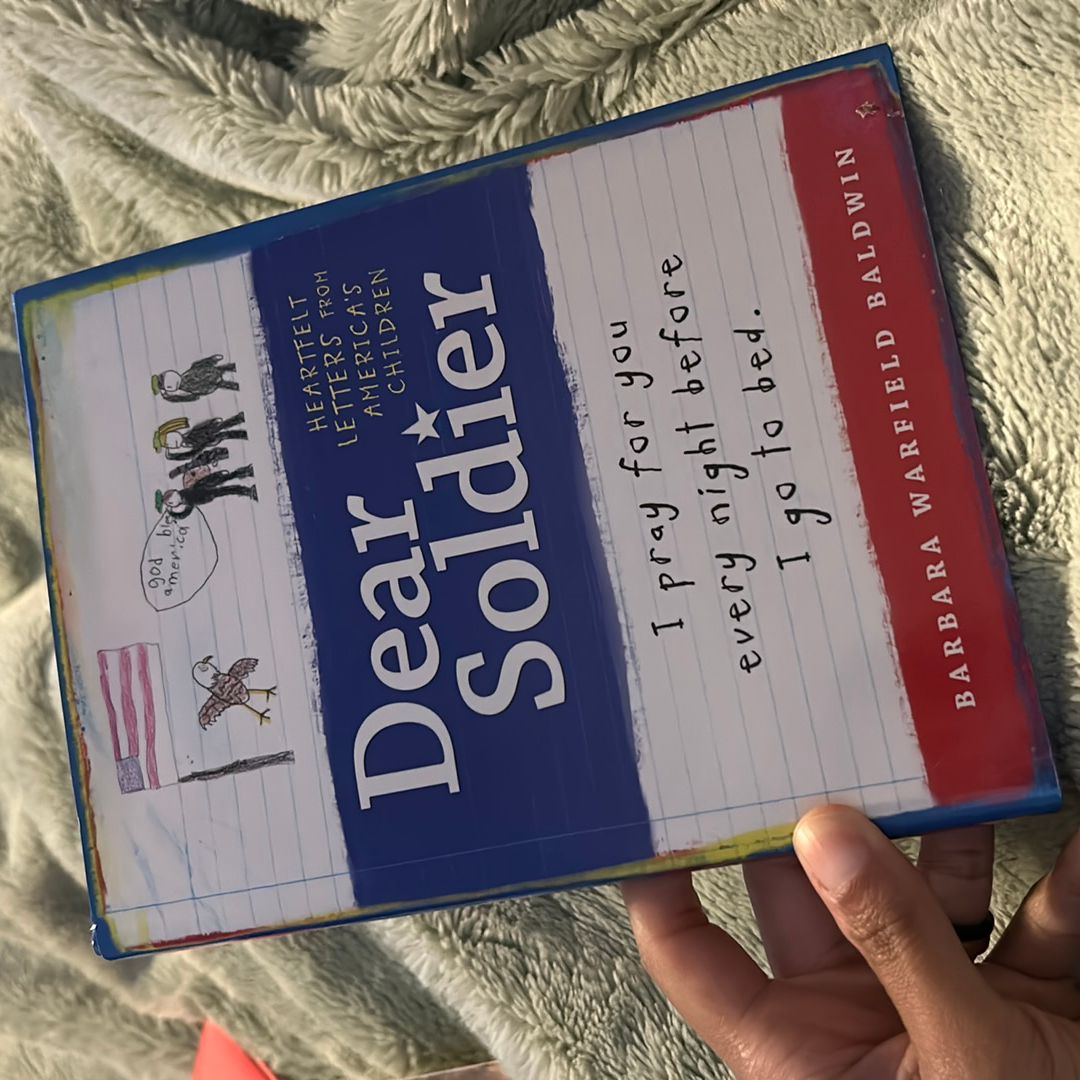 god bless
america
HEARTFELT
LETTERS FROM
AMERICA'S
CHILDREN
Dear
Soldier
I pray for you
every night before
I go to bed.
BARBARA WARFIELD BALDWIN